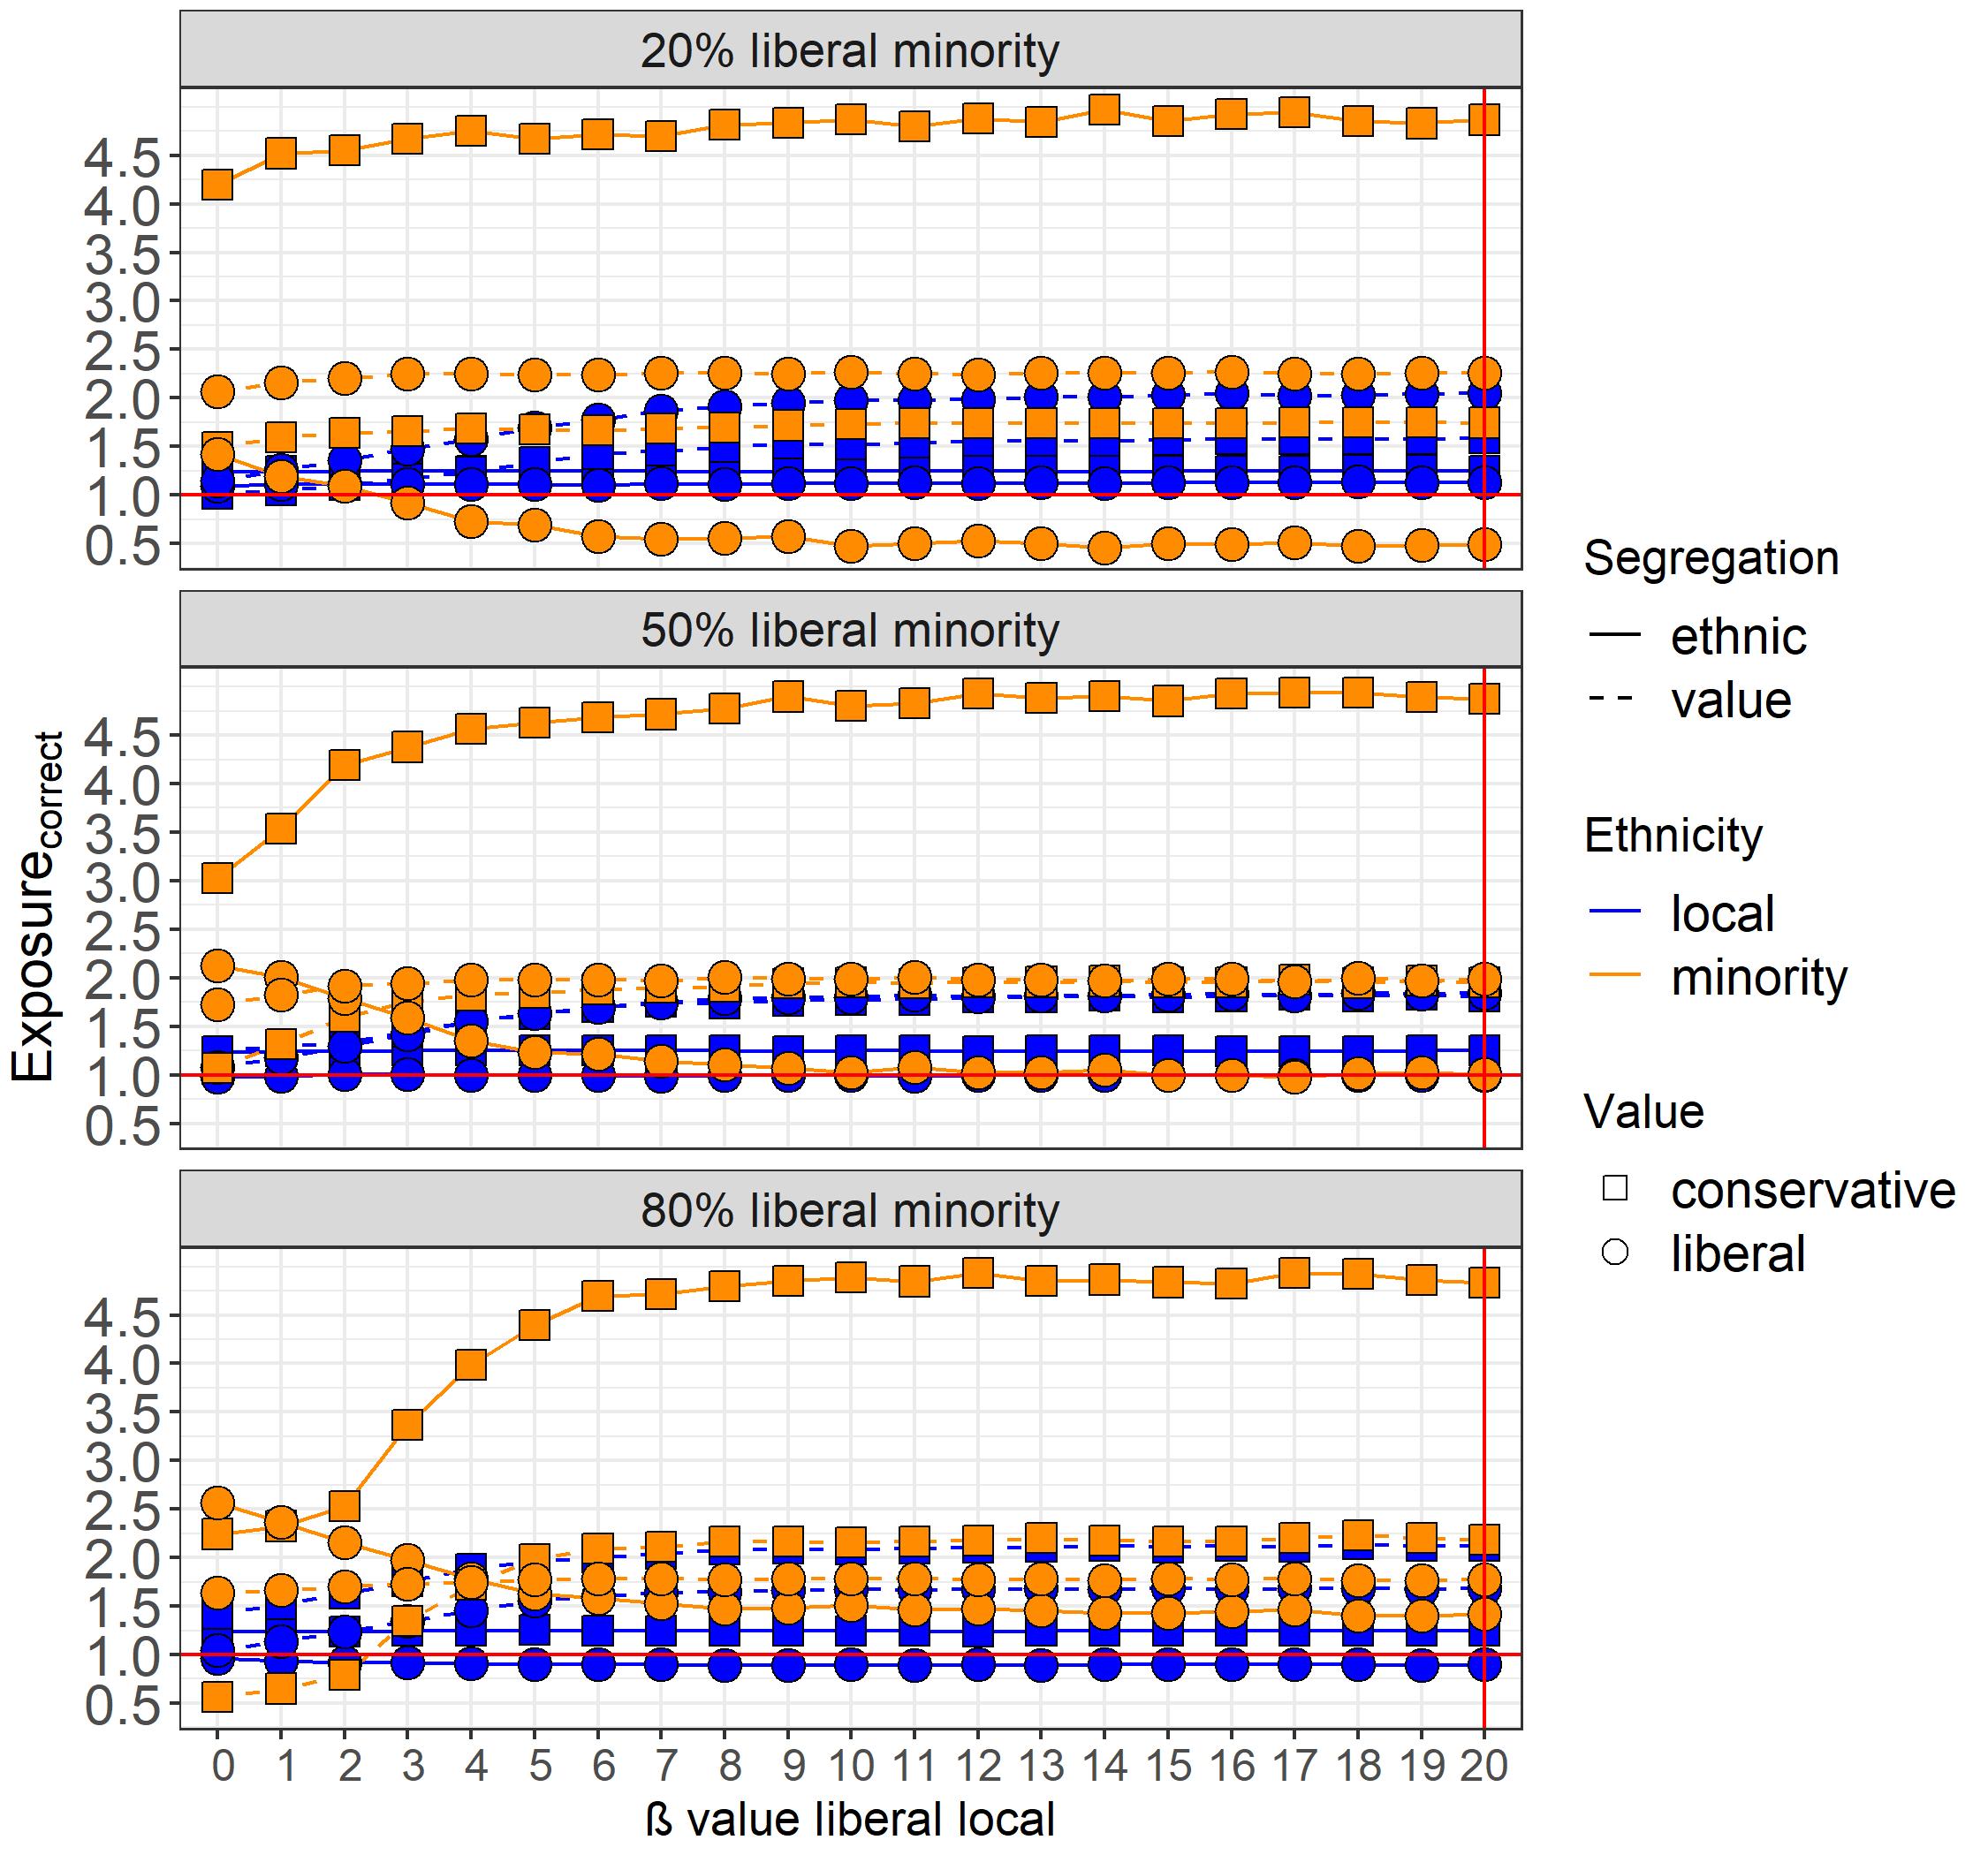 20% liberal minority
4.5
4.0
3.5
3.0
2.5
2.0
1.5
1.0
0.5
50% liberal minority
4.5
4.0
3.5
3.0
2.5
2.0
1.5
1.0
0.5
80% liberal minority
4.5
4.0
3.5
3.0
2.5
2.0
1.5
1.0
0.5
0 1 2 3 4 5 6 7 8 9 10 11 12 13 14 15 16 17 18 19 20
ß value liberal local
Exposurecorrect
Segregation
ethnic
value
Ethnicity
local
minority
Value
conservative
liberal